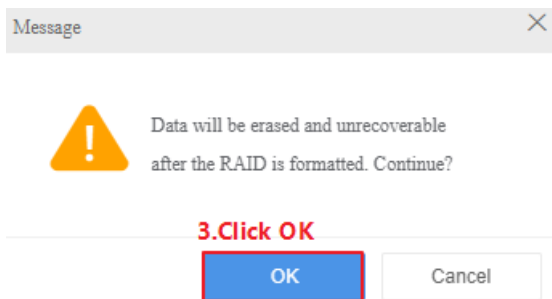 Message
Data will be erased and unrecoverable
after the RAID is formatted. Continue?
3.Click OK
OK
Cancel